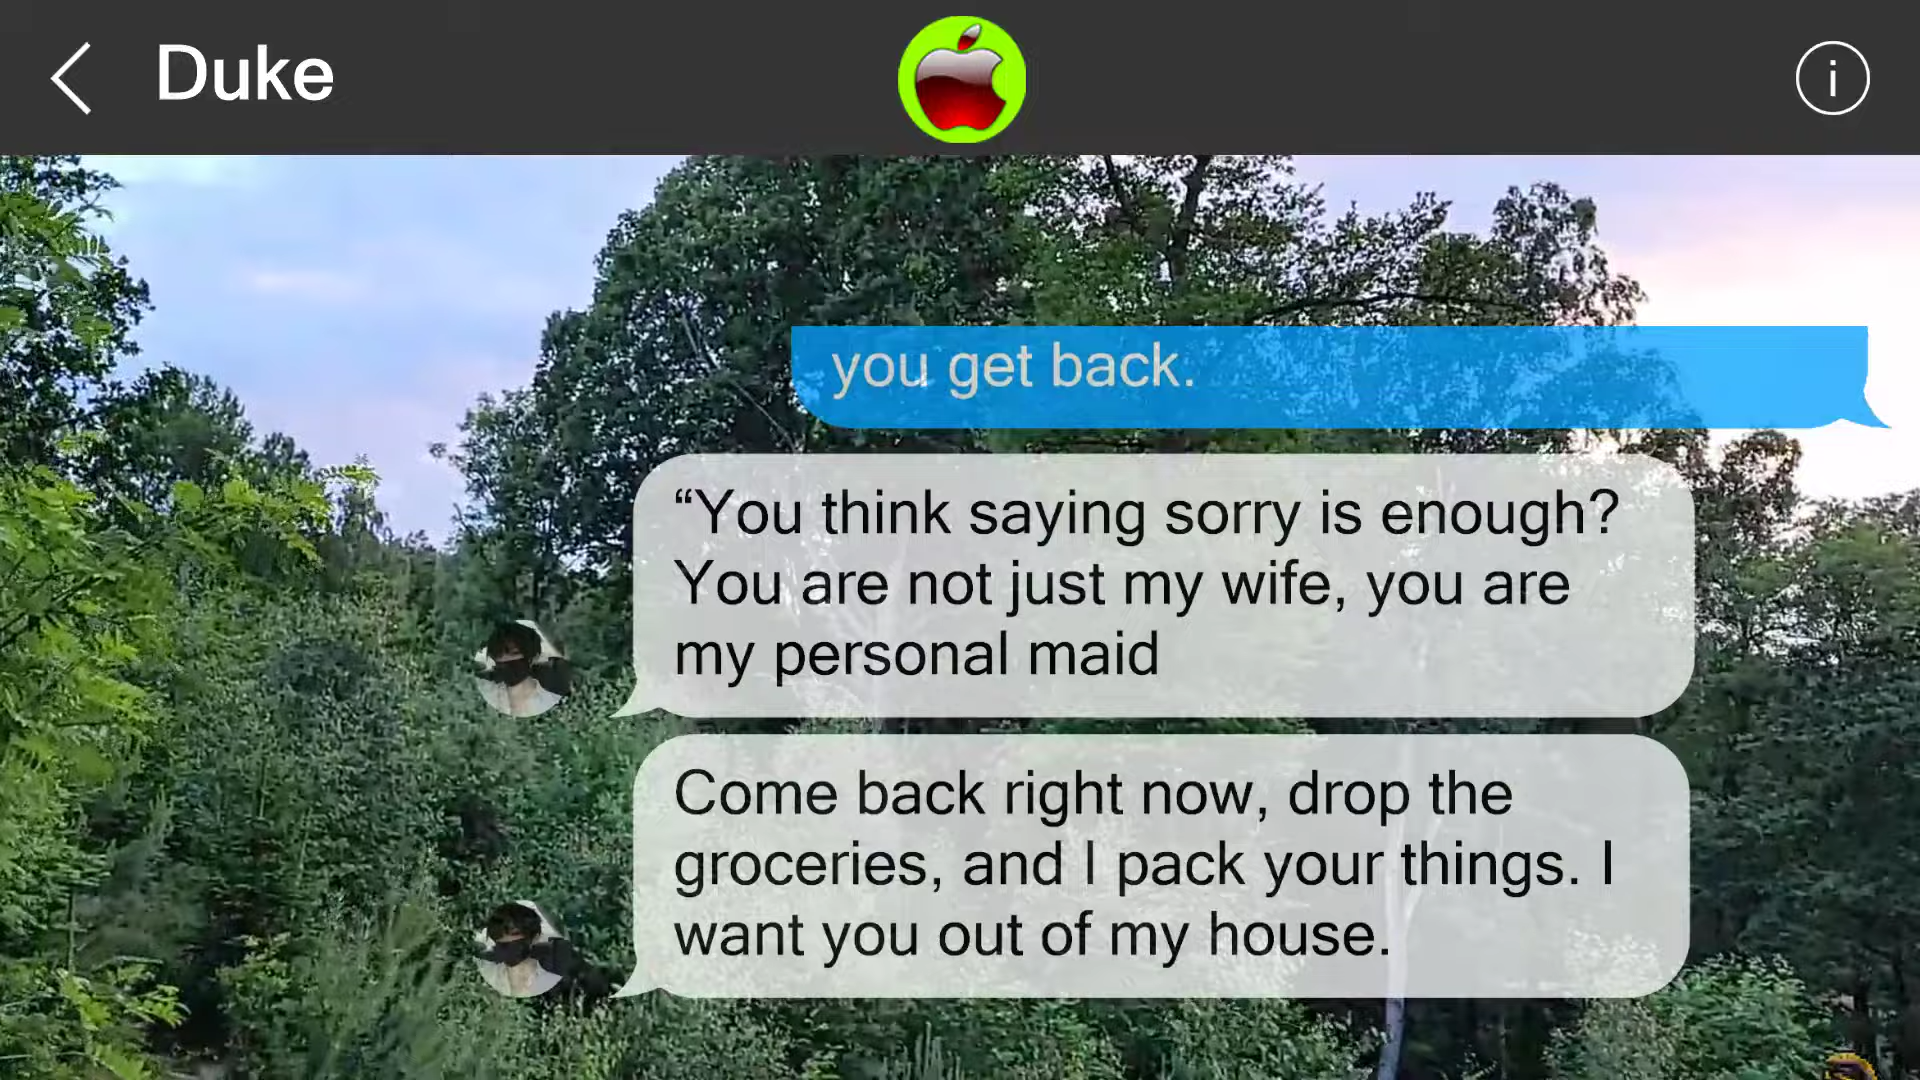 Duke
i
you get back.
“You think saying sorry is enough?
You are not just my wife, you are
my personal maid
Come back right now, drop the
groceries, and I pack your things. I
want you out of my house.